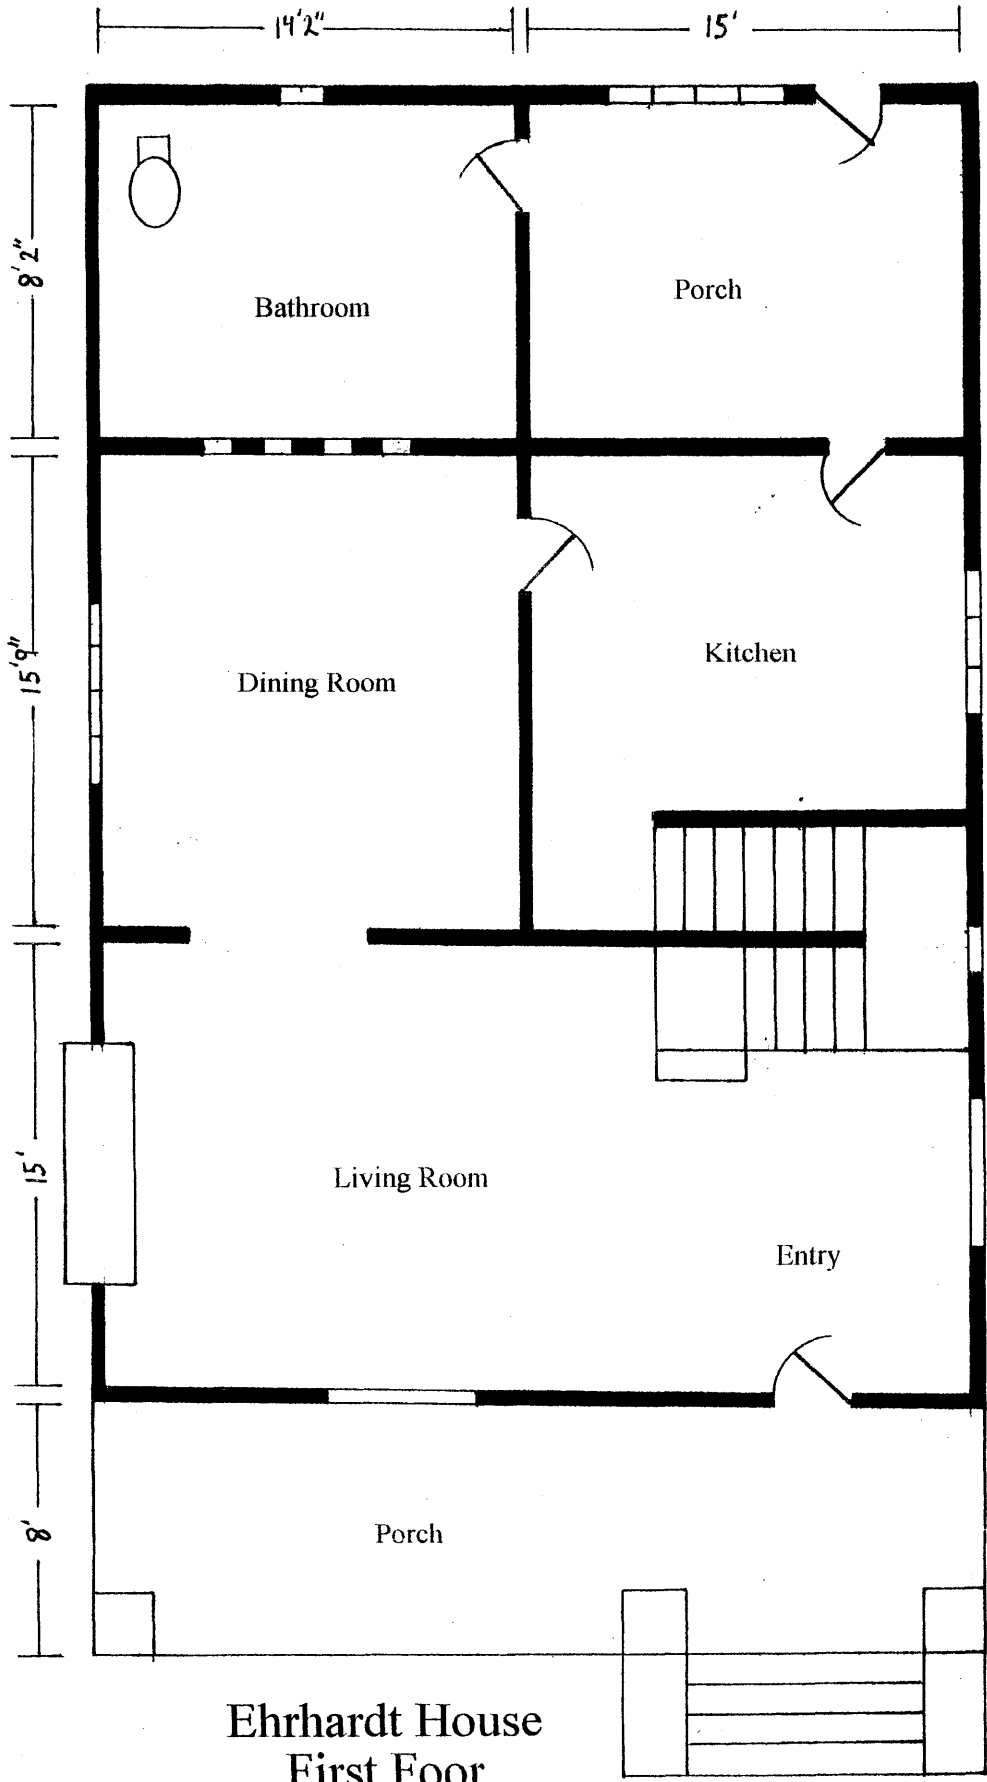 14'2" 15'
8'2"
Bathroom
Porch
15'9"
Dining Room
Kitchen
15'
Living Room
Entry
8'
Porch
Ehrhardt House
First Foor